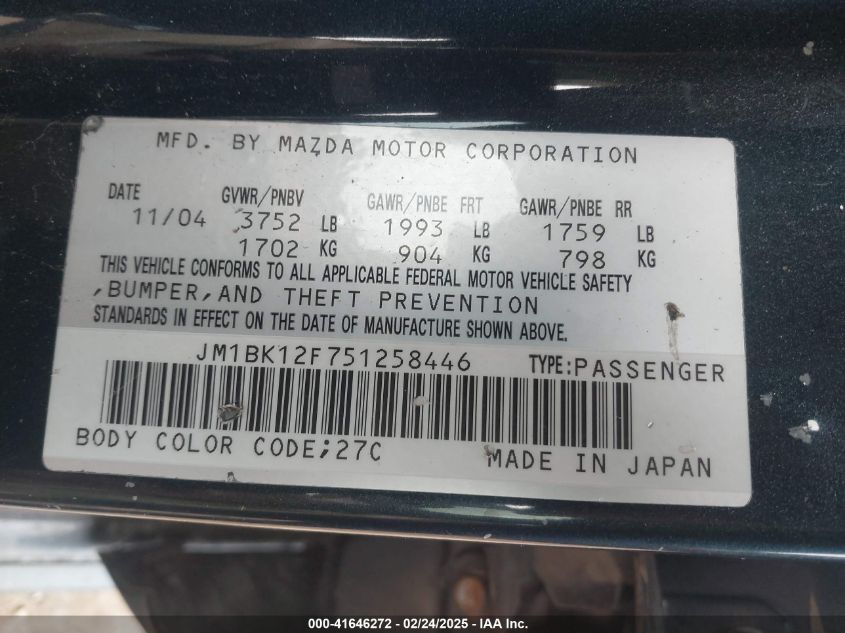 MFD. BY MAZDA MOTOR CORPORATION
DATE GVWR/PNBV GAWR/PNBE FRT GAWR/PNBE RR
11/04 3752 LB 1993 LB 1759 LB
1702 KG 904 KG 798 KG
THIS VEHICLE CONFORMS TO ALL APPLICABLE FEDERAL MOTOR VEHICLE SAFETY
,BUMPER,AND THEFT PREVENTION
STANDARDS IN EFFECT ON THE DATE OF MANUFACTURE SHOWN ABOVE.
JM1BK12F751258446 TYPE:PASSENGER
BODY COLOR CODE;27C MADE IN JAPAN
000-41646272 - 02/24/2025 - IAAI.com.